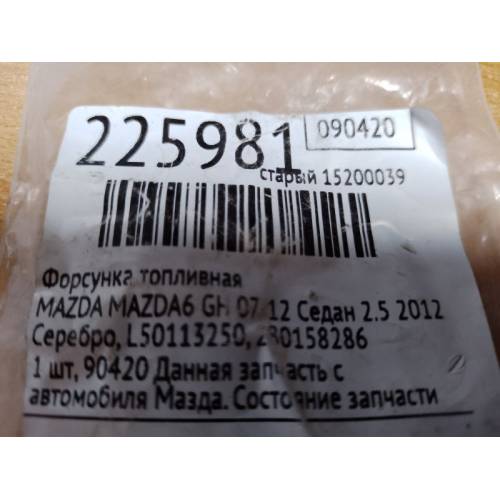 225981 090420
старый 15200039
Форсунка топливная
MAZDA MAZDA6 GH 07 12 Седан 2.5 2012
Серебро, L50113250, 280158286
1 шт, 90420 Данная запчасть с
автомобиля Мазда. Состояние запчасти